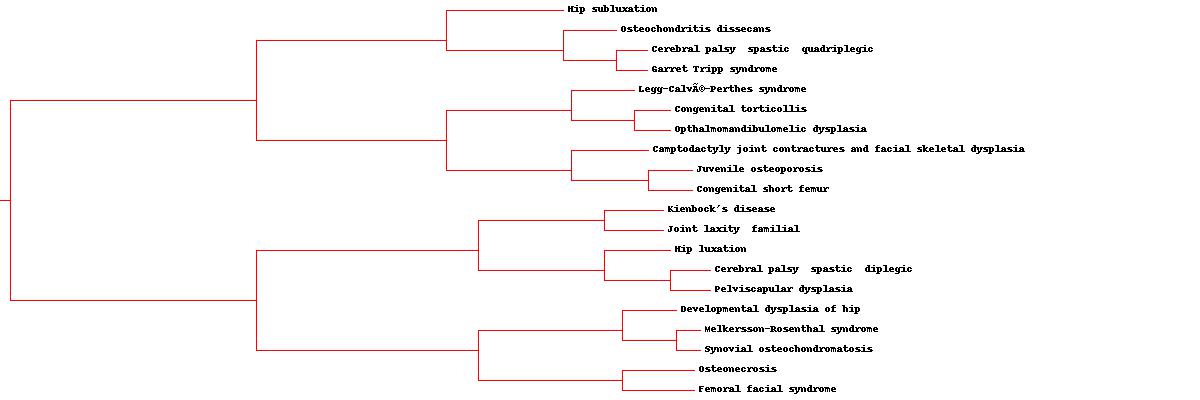 Hip subluxation
Osteochondritis dissecans
Cerebral palsy  spastic  quadriplegic
Garret Tripp syndrome
Legg-CalvÃ©-Perthes syndrome
Congenital torticollis
Opthalmomandibulomelic dysplasia
Camptodactyly joint contractures and facial skeletal dysplasia
Juvenile osteoporosis
Congenital short femur
Kienbock's disease
Joint laxity  familial
Hip luxation
Cerebral palsy  spastic  diplegic
Pelviscapular dysplasia
Developmental dysplasia of hip
Melkersson-Rosenthal syndrome
Synovial osteochondromatosis
Osteonecrosis
Femoral facial syndrome